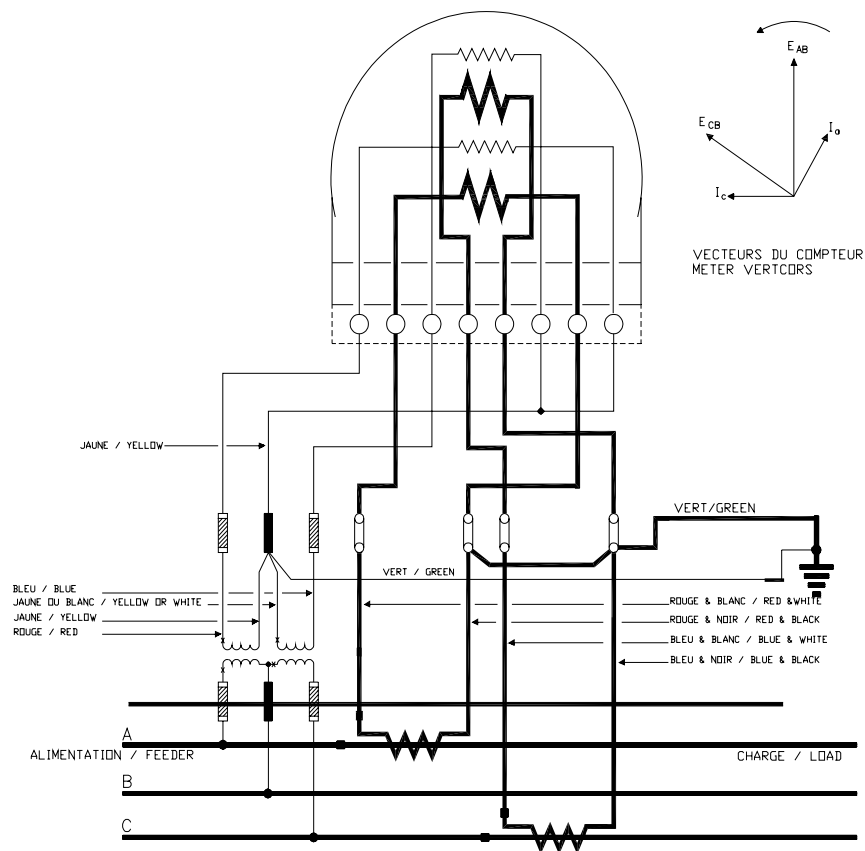 E AB
E CB
I a
I c
VECTEURS DU COMPTEUR
METER VERTCORS
JAUNE / YELLOW
VERT/GREEN
VERT / GREEN
BLEU / BLUE
JAUNE OU BLANC / YELLOW OR WHITE
JAUNE / YELLOW
ROUGE / RED
ROUGE & BLANC / RED &WHITE
ROUGE & NOIR / RED & BLACK
BLEU & BLANC / BLUE & WHITE
BLEU & NOIR / BLUE & BLACK
A
ALIMENTATION / FEEDER
CHARGE / LOAD
B
C